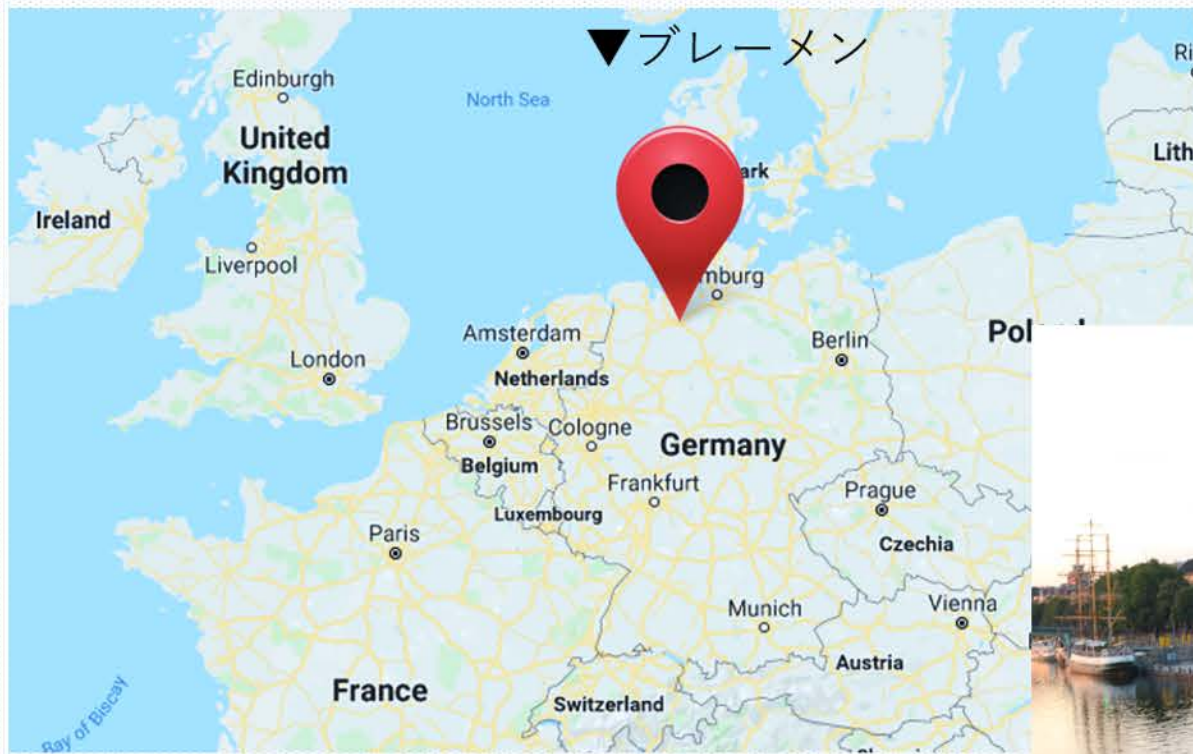 ▼ブレーメン
Edinburgh
North Sea
United
Kingdom
Ireland
Liverpool
London
Amsterdam
Netherlands
Berlin
Brussels
Cologne
Belgium
Germany
Frankfurt
Luxembourg
Prague
Paris
Czechia
Munich
Vienna
Austria
France
Switzerland
Bay of Biscay